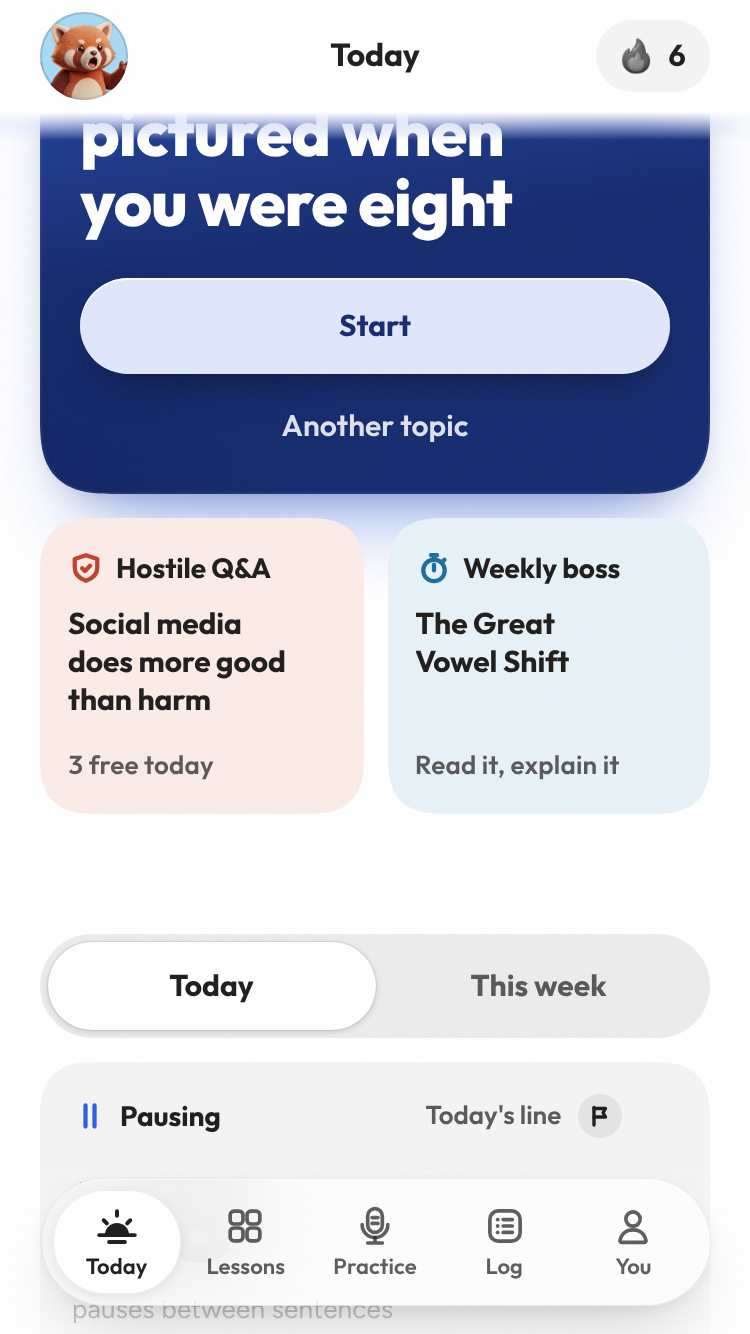 Today
6
pictured when
you were eight
Start
Another topic
Hostile Q&A
Social media
does more good
than harm
3 free today
Weekly boss
The Great
Vowel Shift
Read it, explain it
Today
This week
Pausing
Today's line
Today
Lessons
Practice
Log
You
pauses between sentences